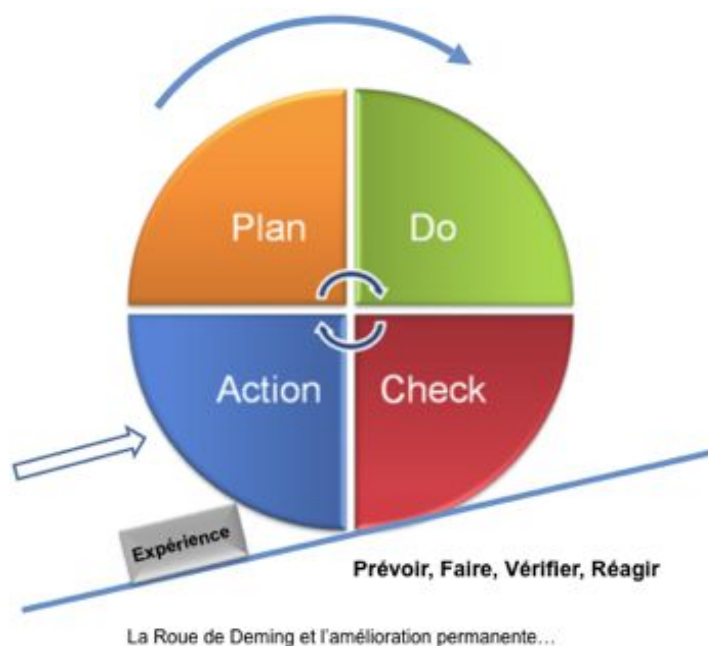 Plan
Do
Action
Check
Expérience
Prévoir, Faire, Vérifier, Réagir
La Roue de Deming et l’amélioration permanente…